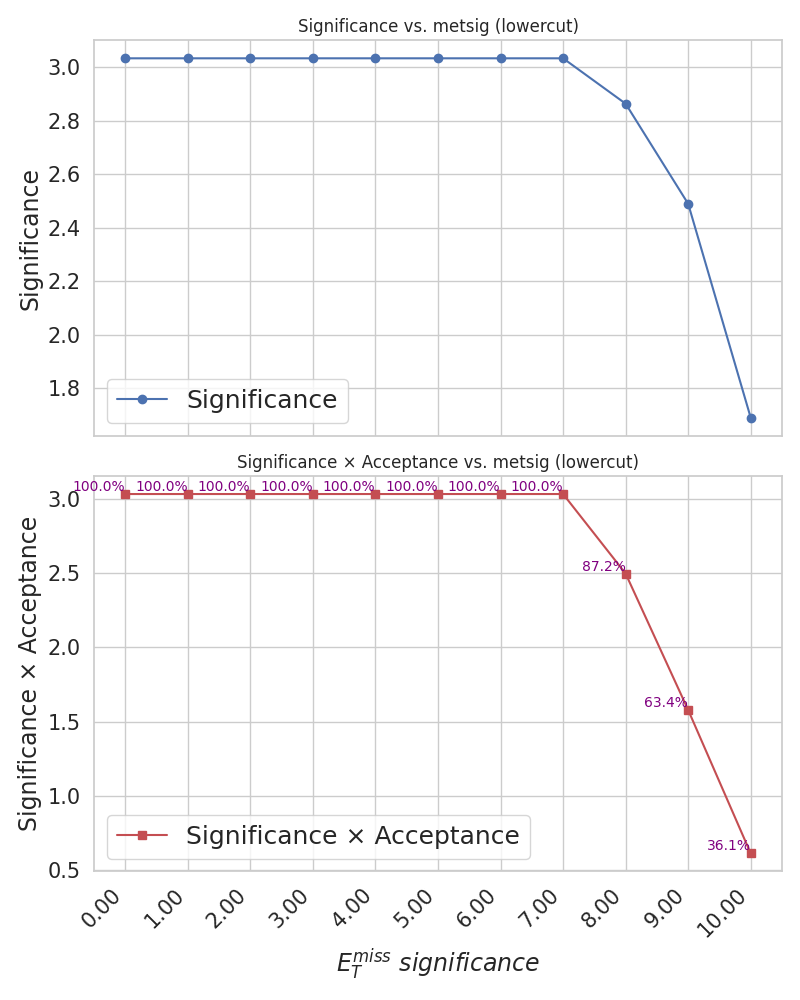 Significance vs. metsig (lowercut)
3.0
2.8
2.6
2.4
2.2
2.0
1.8
Significance
Significance
Significance × Acceptance vs. metsig (lowercut)
100.0% 100.0% 100.0% 100.0% 100.0% 100.0% 100.0% 100.0%
87.2%
63.4%
36.1%
3.0
2.5
2.0
1.5
1.0
0.5
Significance × Acceptance
Significance × Acceptance
0.00 1.00 2.00 3.00 4.00 5.00 6.00 7.00 8.00 9.00 10.00
$E_T^{miss}$ significance